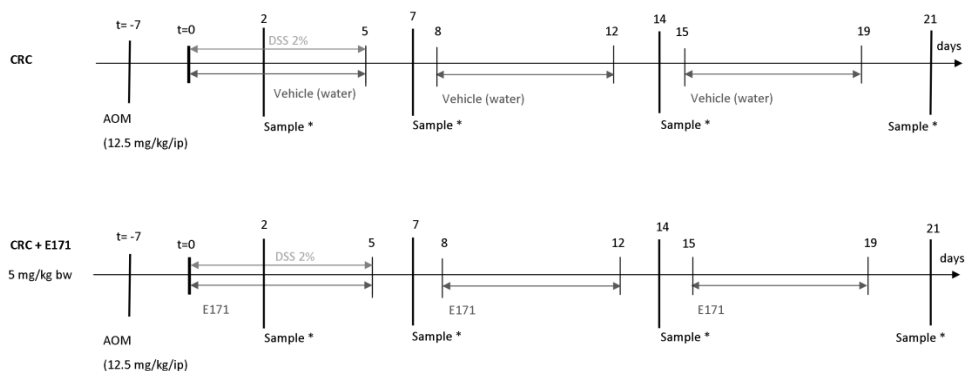 t= -7
t=0
2
5
7
8
12
14
15
19
21
days
DSS 2%
CRC
Vehicle (water)
Vehicle (water)
Vehicle (water)
AOM
(12.5 mg/kg/ip)
Sample *
Sample *
Sample *
Sample *
CRC + E171
5 mg/kg bw
t= -7
t=0
2
5
7
8
12
14
15
19
21
days
DSS 2%
E171
E171
E171
AOM
(12.5 mg/kg/ip)
Sample *
Sample *
Sample *
Sample *